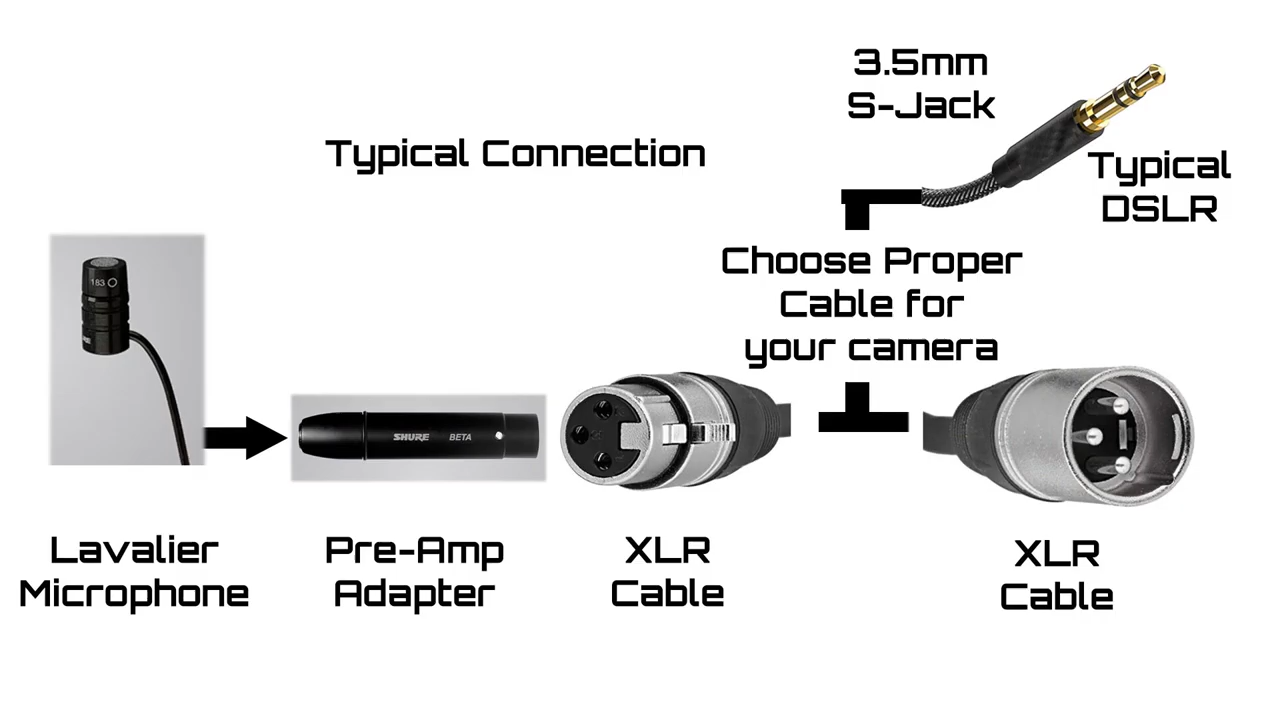 3.5mm
S-Jack
Typical Connection
Typical
DSLR
Choose Proper
Cable for
your camera
183
SHURE BETA
Lavalier
Microphone
Pre-Amp
Adapter
XLR
Cable
XLR
Cable